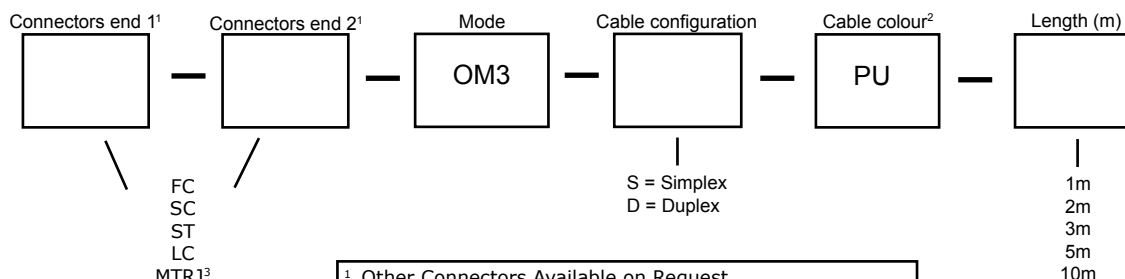 Connectors end 1¹ Connectors end 2¹ Mode Cable configuration Cable colour² Length (m)
— — OM3 — — PU —
FC
SC
ST
LC
MTRJ³
S = Simplex
D = Duplex
1m
2m
3m
5m
10m
¹ Other Connectors Available on Request